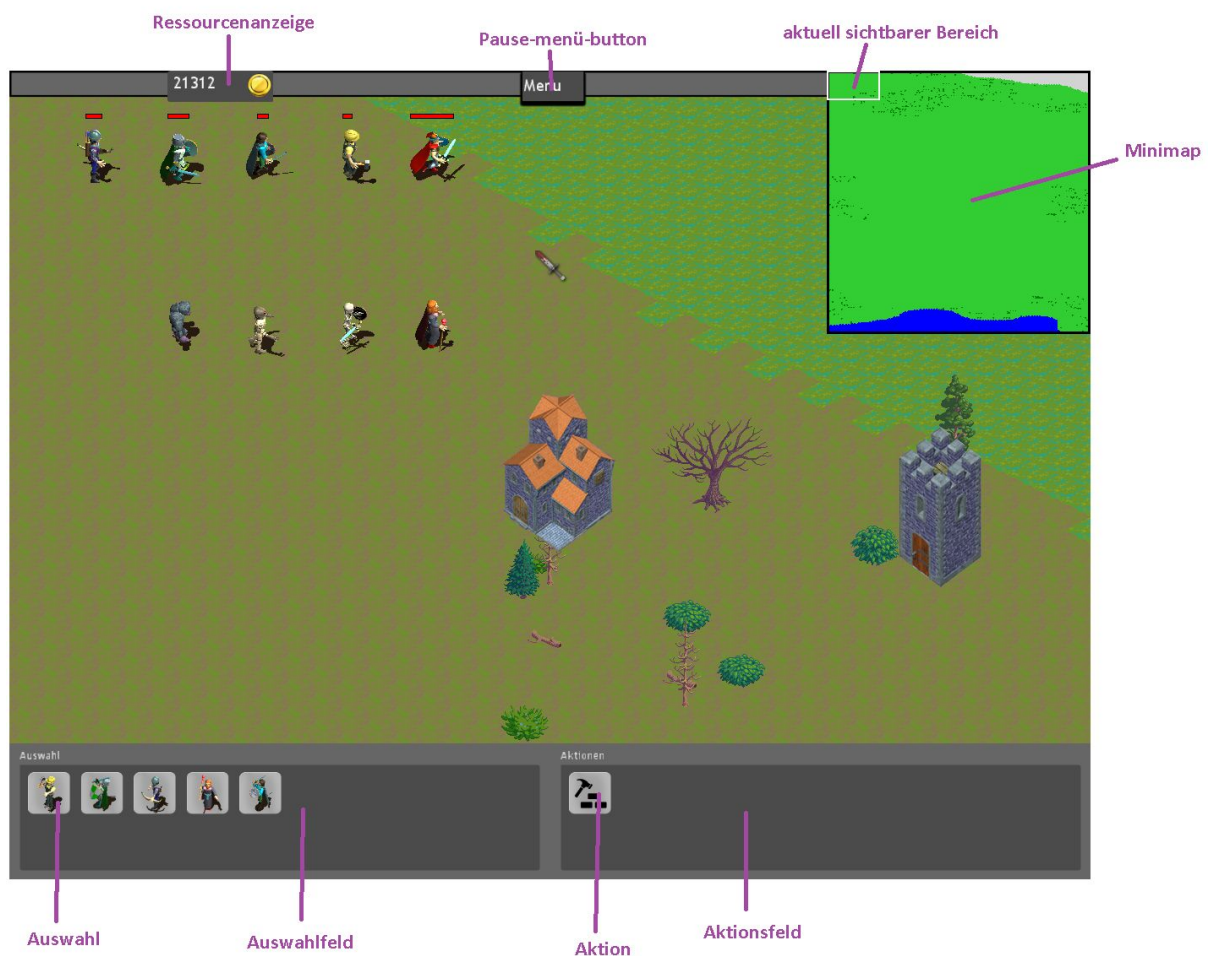 Ressourcenanzeige
Pause-menü-button
aktuell sichtbarer Bereich
21312
Menu
Minimap
Auswahl
Aktionen
Auswahl
Auswahlfeld
Aktion
Aktionsfeld